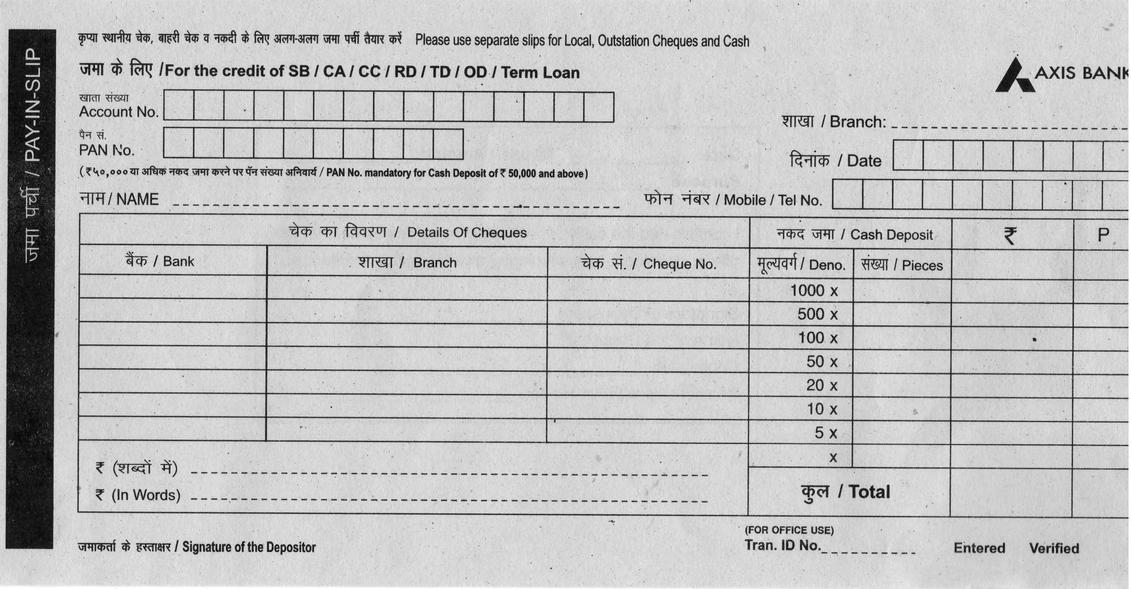 जमा पर्ची / PAY-IN-SLIP
कृप्या स्थानीय चेक, बाहरी चेक व नकदी के लिए अलग-अलग जमा पर्ची तैयार करें Please use separate slips for Local, Outstation Cheques and Cash
जमा के लिए /For the credit of SB / CA / CC / RD / TD / OD / Term Loan
AXIS BANK
खाता संख्या
Account No.
शाखा / Branch:
पैन सं.
PAN No.
दिनांक / Date
(₹५०,००० या अधिक नकद जमा करने पर पॅन संख्या अनिवार्य / PAN No. mandatory for Cash Deposit of ₹ 50,000 and above)
नाम/ NAME
फोन नंबर / Mobile / Tel No.
चेक का विवरण / Details Of Cheques नकद जमा / Cash Deposit ₹ P.
बैंक / Bank शाखा / Branch चेक सं. / Cheque No. मूल्यवर्ग / Deno. संख्या / Pieces
1000 x
500 x
100 x
50 x
20 x
10 x
5 x
x
₹ (शब्दों में)
₹ (In Words)
कुल / Total
(FOR OFFICE USE)
जमाकर्ता के हस्ताक्षर / Signature of the Depositor Tran. ID No. Entered Verified